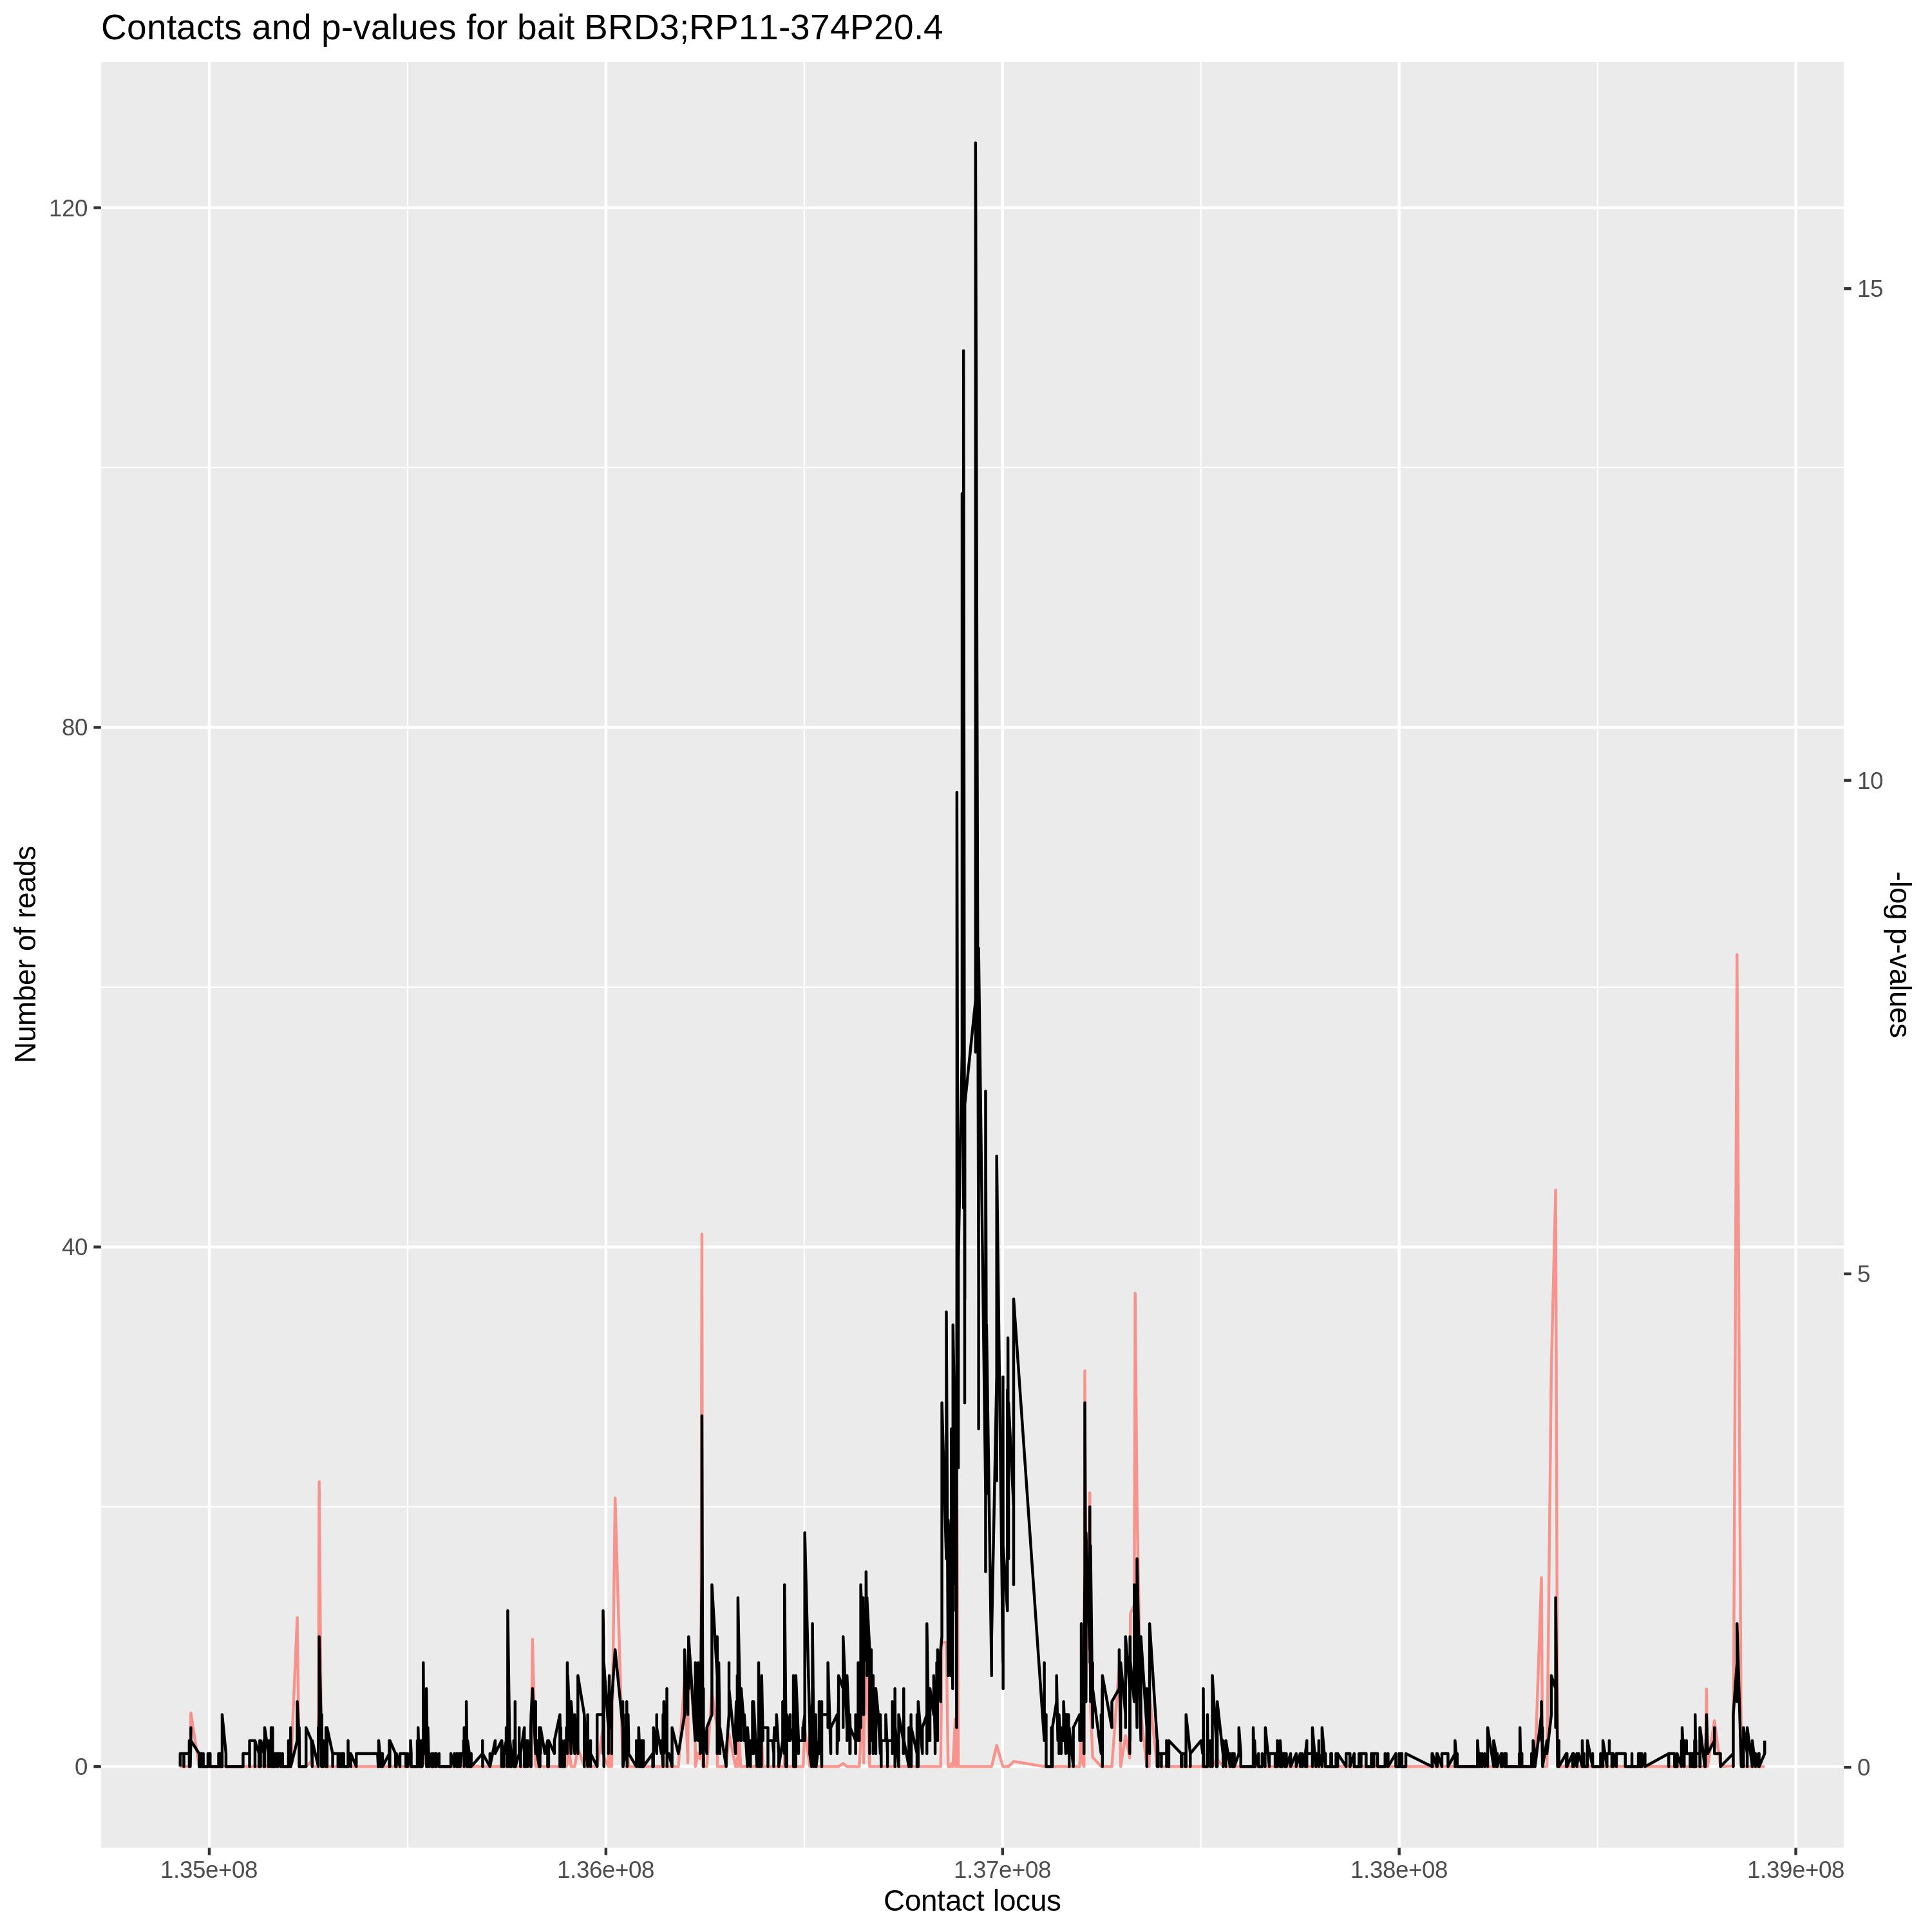 Contacts and p-values for bait BRD3;RP11-374P20.4
120
80
40
0
Number of reads
15
10
5
0
-log p-values
1.35e+08
1.36e+08
1.37e+08
1.38e+08
1.39e+08
Contact locus